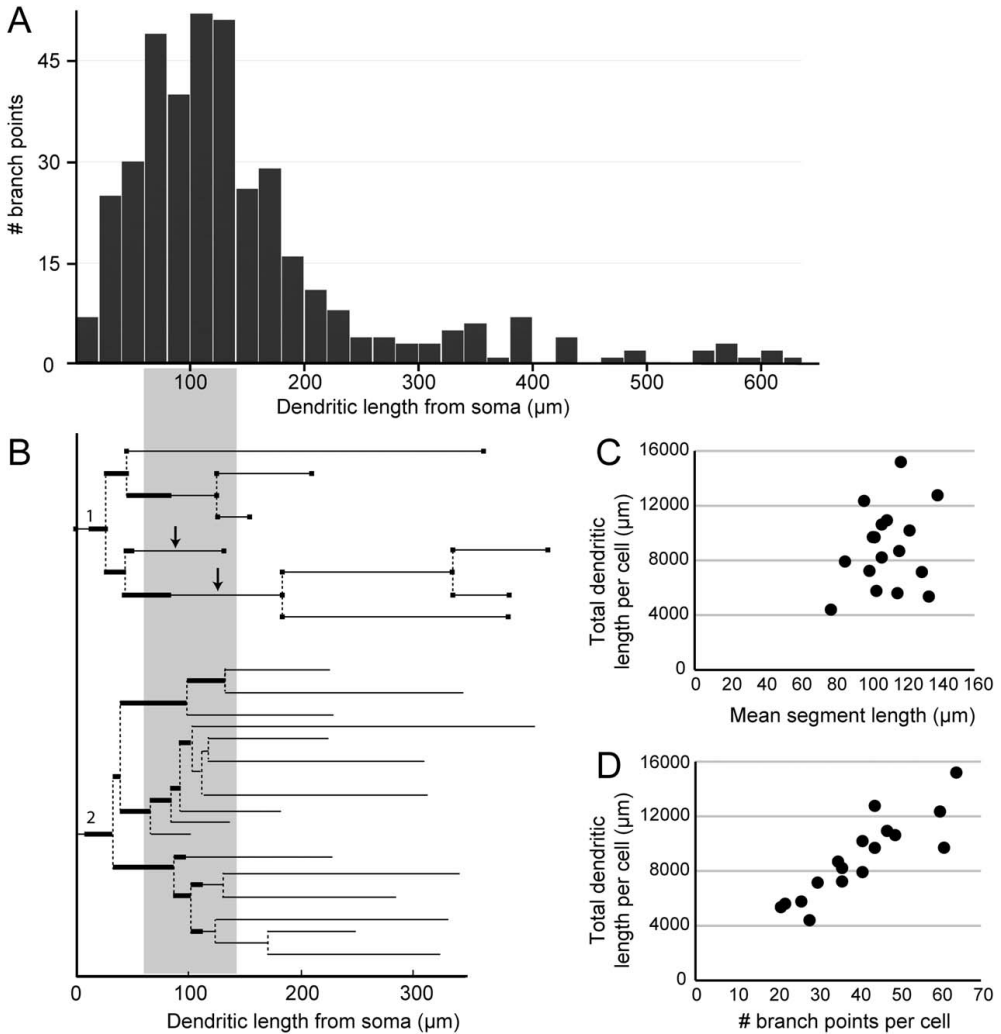 A
# branch points
45
30
15
0
100 200 300 400 500 600
Dendritic length from soma (µm)
B
1
2
0 100 200 300
Dendritic length from soma (µm)
C
Total dendritic
length per cell (µm)
16000
12000
8000
4000
0
0 20 40 60 80 100 120 140 160
Mean segment length (µm)
D
Total dendritic
length per cell (µm)
16000
12000
8000
4000
0
0 10 20 30 40 50 60 70
# branch points per cell